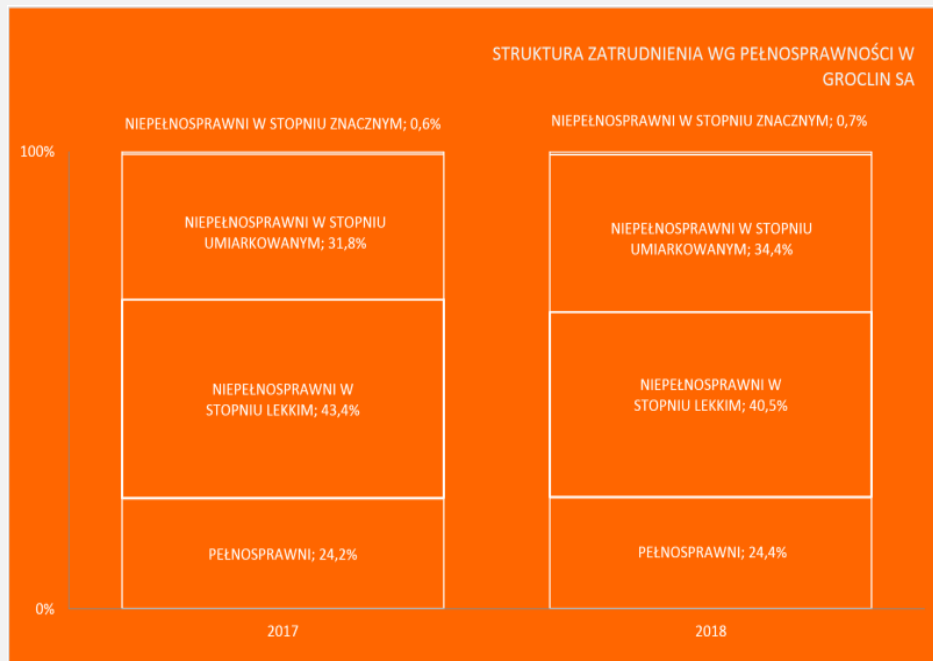 STRUKTURA ZATRUDNIENIA WG PEŁNOSPRAWNOŚCI W
GROCLIN SA
NIEPEŁNOSPRAWNI W STOPNIU ZNACZNYM; 0,6%
NIEPEŁNOSPRAWNI W STOPNIU ZNACZNYM; 0,7%
100%
NIEPEŁNOSPRAWNI W STOPNIU
UMIARKOWANYM; 31,8%
NIEPEŁNOSPRAWNI W STOPNIU
UMIARKOWANYM; 34,4%
NIEPEŁNOSPRAWNI W
STOPNIU LEKKIM; 43,4%
NIEPEŁNOSPRAWNI W
STOPNIU LEKKIM; 40,5%
PEŁNOSPRAWNI; 24,2%
PEŁNOSPRAWNI; 24,4%
0%
2017
2018